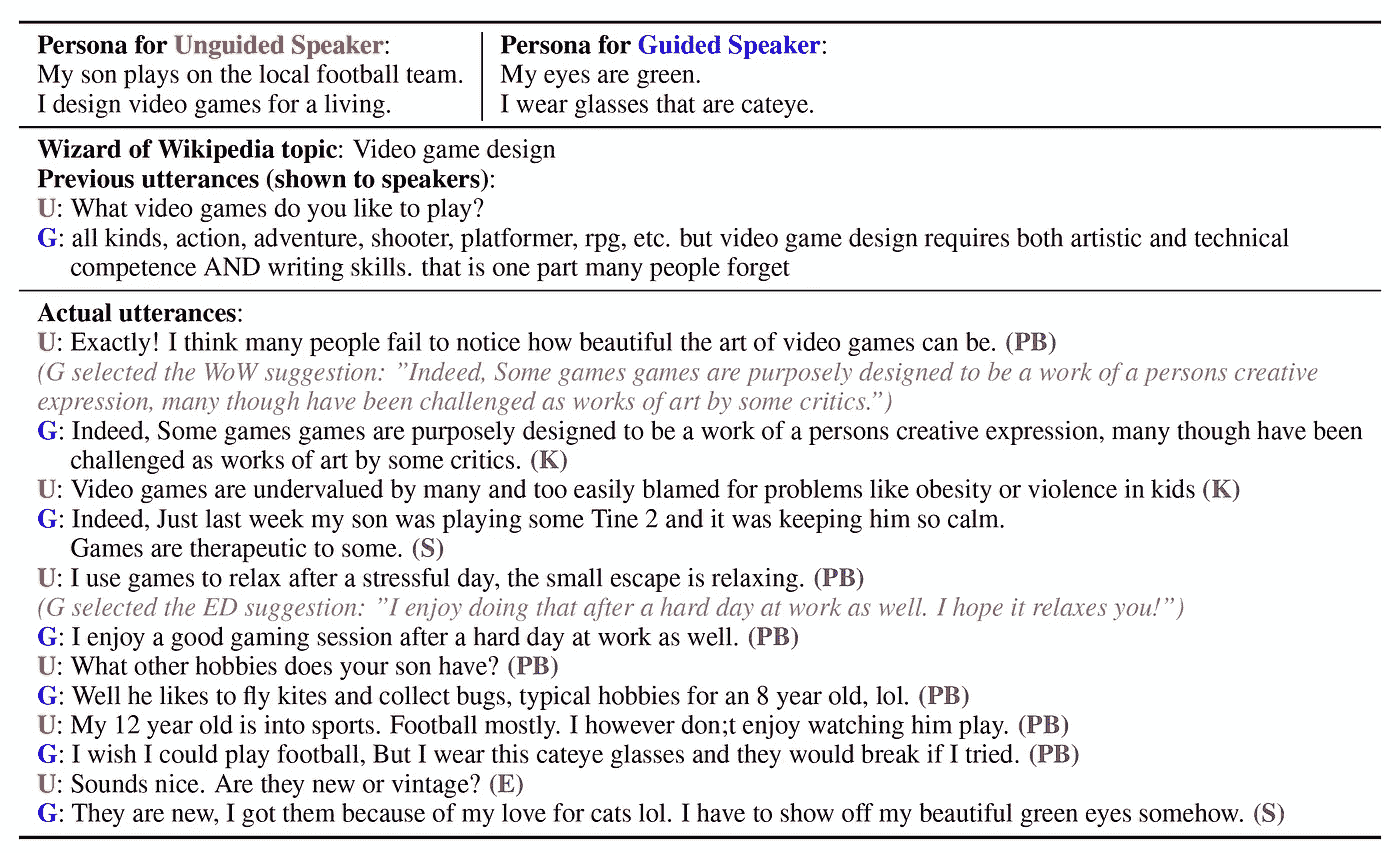 Persona for Unguided Speaker:
My son plays on the local football team.
I design video games for a living.
Persona for Guided Speaker:
My eyes are green.
I wear glasses that are cateye.
Wizard of Wikipedia topic: Video game design
Previous utterances (shown to speakers):
U: What video games do you like to play?
G: all kinds, action, adventure, shooter, platformer, rpg, etc. but video game design requires both artistic and technical
competence AND writing skills. that is one part many people forget
Actual utterances:
U: Exactly! I think many people fail to notice how beautiful the art of video games can be. (PB)
(G selected the WoW suggestion: ”Indeed, Some games games are purposely designed to be a work of a persons creative
expression, many though have been challenged as works of art by some critics.”)
G: Indeed, Some games games are purposely designed to be a work of a persons creative expression, many though have been
challenged as works of art by some critics. (K)
U: Video games are undervalued by many and too easily blamed for problems like obesity or violence in kids (K)
G: Indeed, Just last week my son was playing some Tine 2 and it was keeping him so calm.
Games are therapeutic to some. (S)
U: I use games to relax after a stressful day, the small escape is relaxing. (PB)
(G selected the ED suggestion: ”I enjoy doing that after a hard day at work as well. I hope it relaxes you!”)
G: I enjoy a good gaming session after a hard day at work as well. (PB)
U: What other hobbies does your son have? (PB)
G: Well he likes to fly kites and collect bugs, typical hobbies for an 8 year old, lol. (PB)
U: My 12 year old is into sports. Football mostly. I however don;t enjoy watching him play. (PB)
G: I wish I could play football, But I wear this cateye glasses and they would break if I tried. (PB)
U: Sounds nice. Are they new or vintage? (E)
G: They are new, I got them because of my love for cats lol. I have to show off my beautiful green eyes somehow. (S)